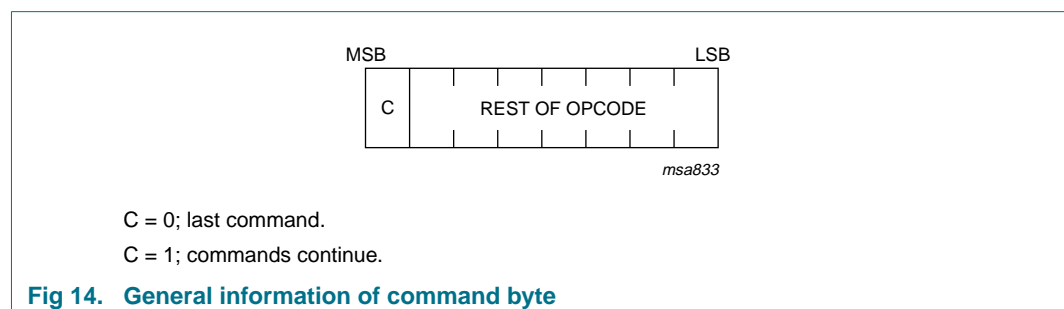 MSB LSB
C REST OF OPCODE
msa833
C = 0; last command.
C = 1; commands continue.
Fig 14. General information of command byte